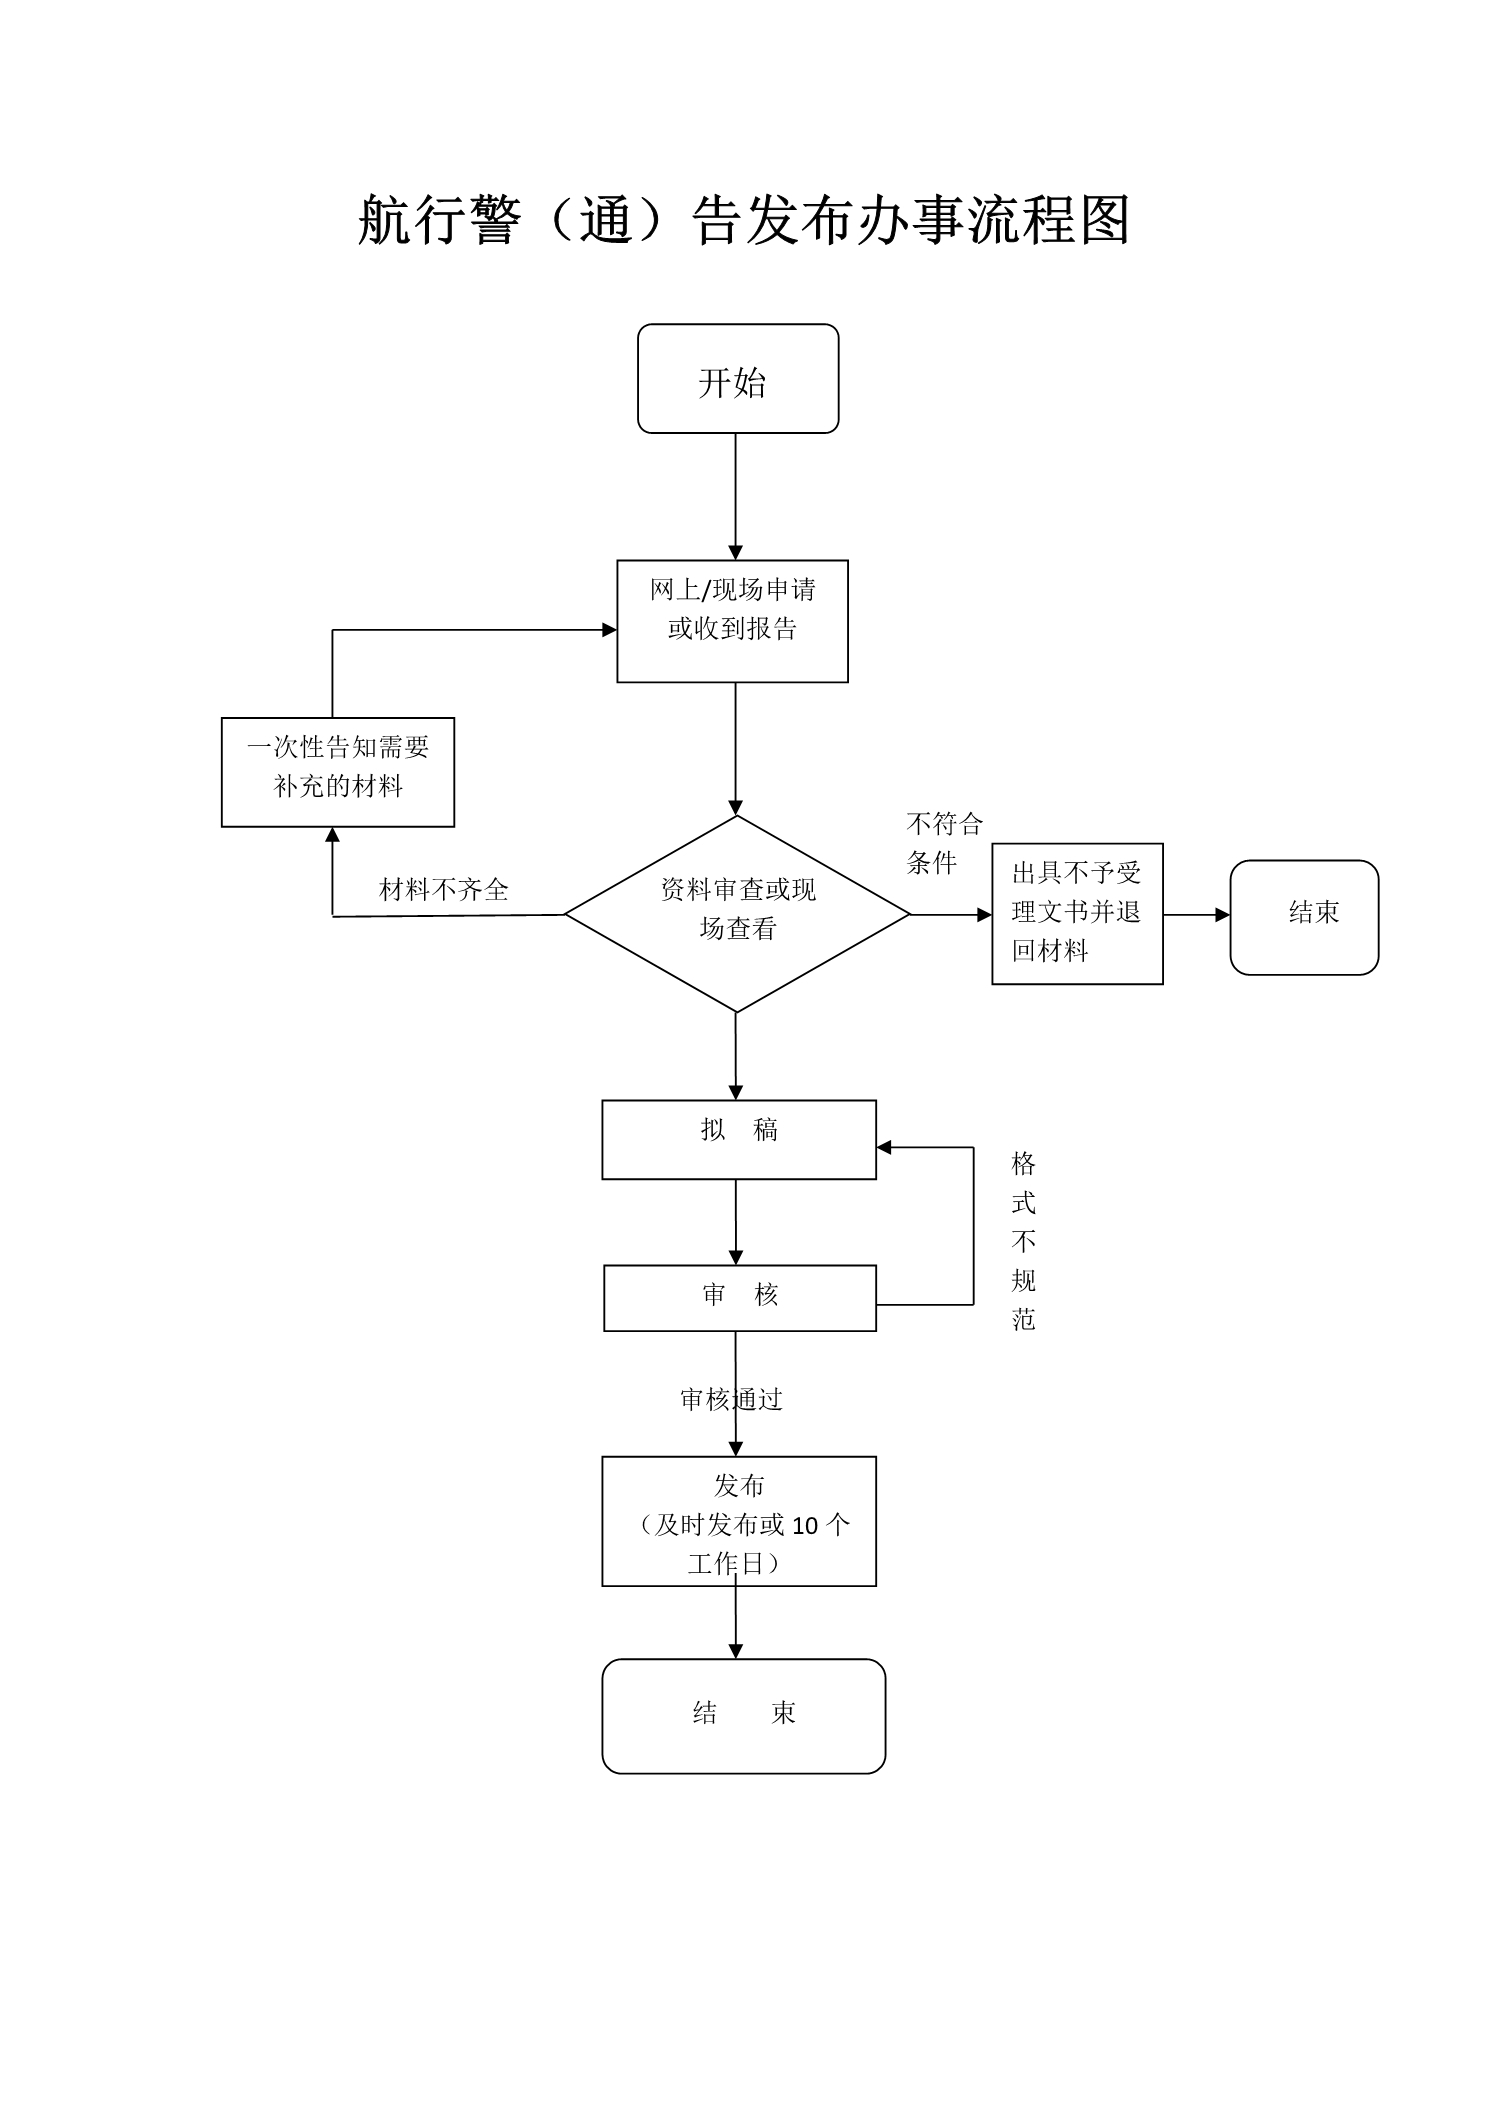 航行警（通）告发布办事流程图
开始
网上/现场申请
或收到报告
一次性告知需要
补充的材料
不符合
条件
材料不齐全
资料审查或现
场查看
出具不予受
理文书并退
回材料
结束
拟 稿
格
式
不
规
范
审 核
审核通过
发布
（及时发布或 10 个
工作日）
结 束